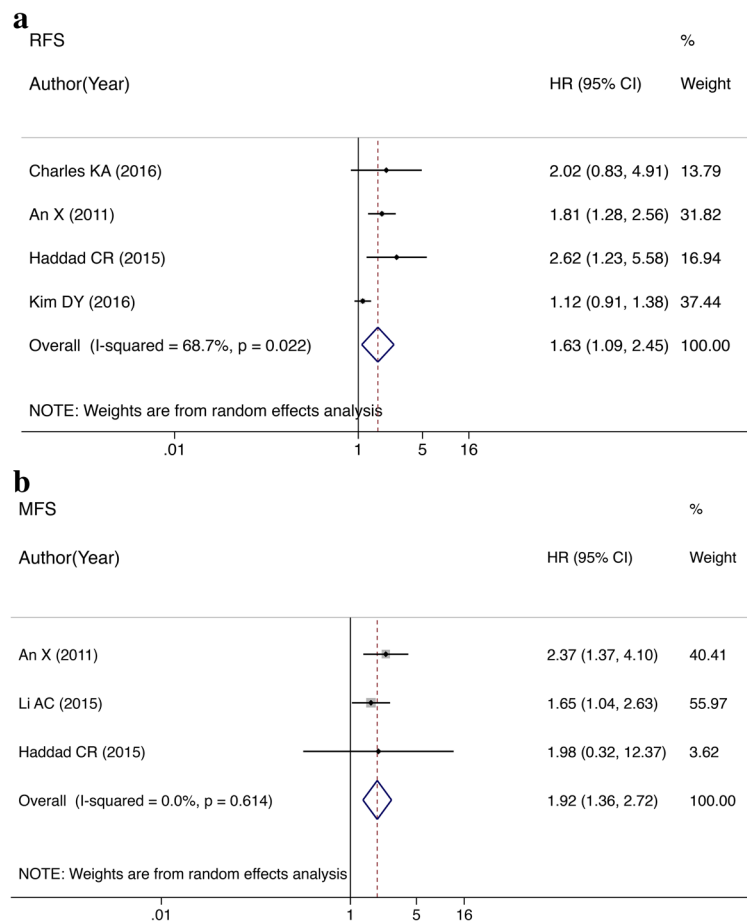 a
RFS %
Author(Year) HR (95% CI) Weight
Charles KA (2016) 2.02 (0.83, 4.91) 13.79
An X (2011) 1.81 (1.28, 2.56) 31.82
Haddad CR (2015) 2.62 (1.23, 5.58) 16.94
Kim DY (2016) 1.12 (0.91, 1.38) 37.44
Overall (I-squared = 68.7%, p = 0.022) 1.63 (1.09, 2.45) 100.00
NOTE: Weights are from random effects analysis
.01 1 5 16
b
MFS %
Author(Year) HR (95% CI) Weight
An X (2011) 2.37 (1.37, 4.10) 40.41
Li AC (2015) 1.65 (1.04, 2.63) 55.97
Haddad CR (2015) 1.98 (0.32, 12.37) 3.62
Overall (I-squared = 0.0%, p = 0.614) 1.92 (1.36, 2.72) 100.00
NOTE: Weights are from random effects analysis
.01 1 5 16